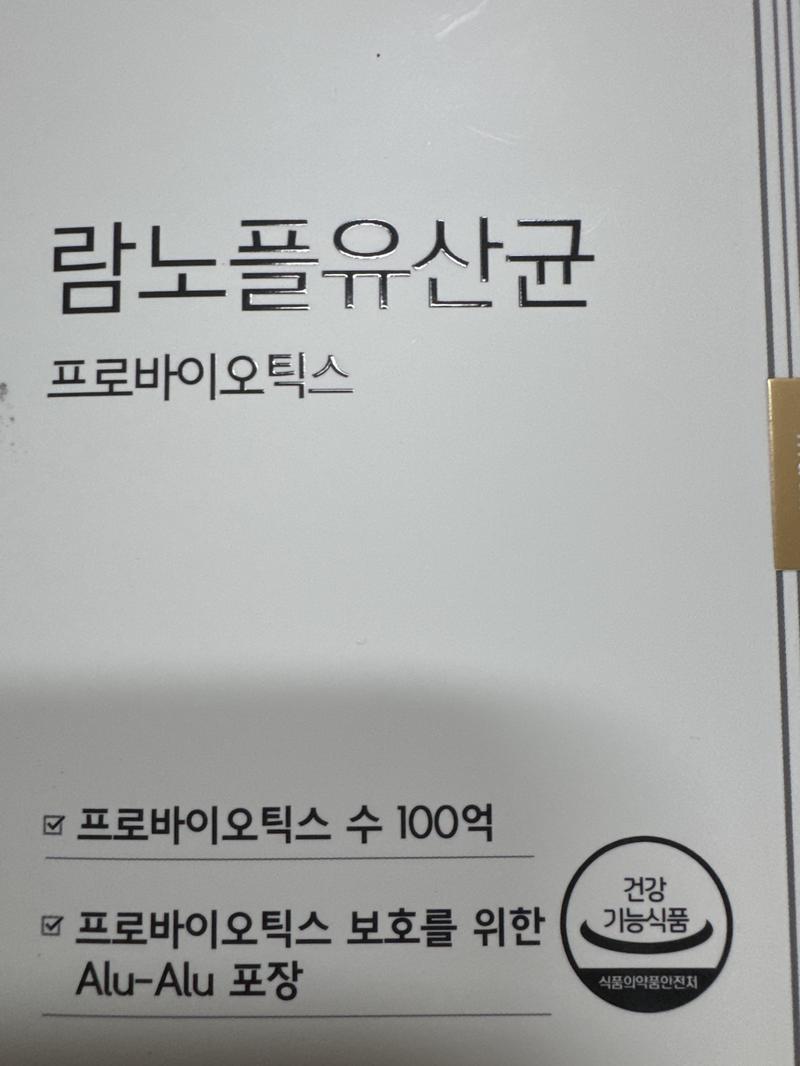 람노플유산균
프로바이오틱스
프로바이오틱스 수 100억
프로바이오틱스 보호를 위한
Alu-Alu 포장
건강
기능식품
식품의약품안전처